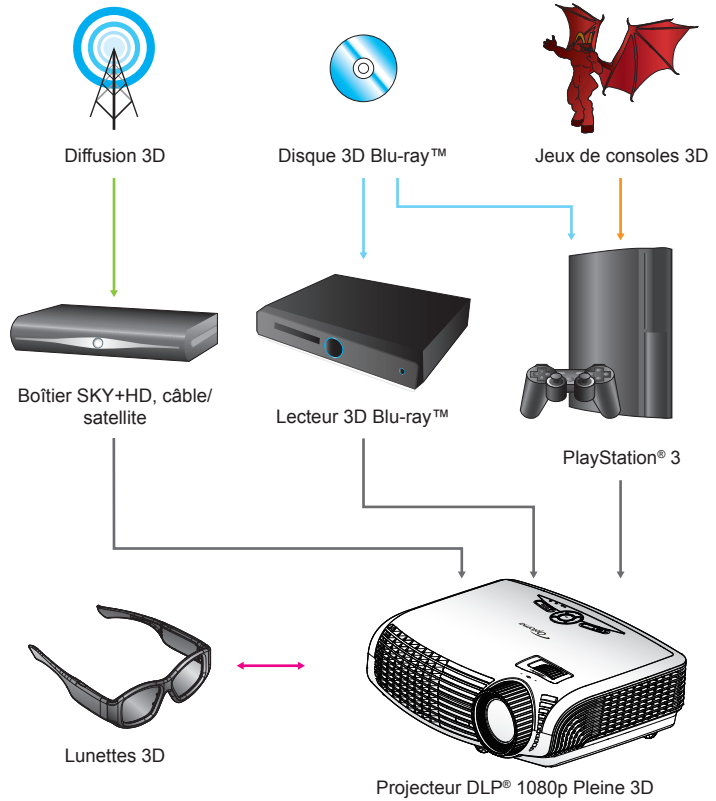 Diffusion 3D
Disque 3D Blu-ray™
Jeux de consoles 3D
Boîtier SKY+HD, câble/
satellite
Lecteur 3D Blu-ray™
PlayStation® 3
Optoma
Lunettes 3D
Projecteur DLP® 1080p Pleine 3D